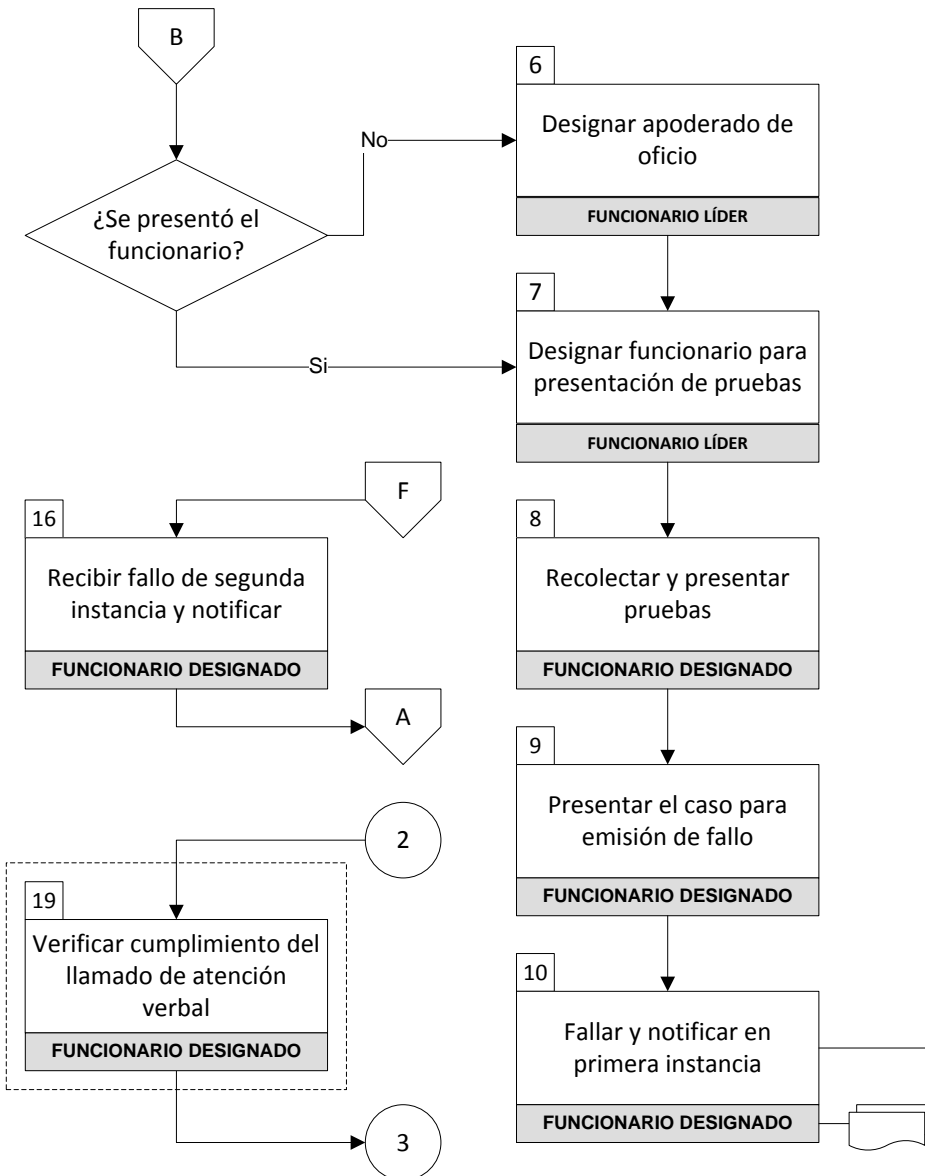 B
¿Se presentó el
funcionario?
No
Si
6
Designar apoderado de
oficio
FUNCIONARIO LÍDER
7
Designar funcionario para
presentación de pruebas
FUNCIONARIO LÍDER
F
16
Recibir fallo de segunda
instancia y notificar
FUNCIONARIO DESIGNADO
A
8
Recolectar y presentar
pruebas
FUNCIONARIO DESIGNADO
9
Presentar el caso para
emisión de fallo
FUNCIONARIO DESIGNADO
2
19
Verificar cumplimiento del
llamado de atención
verbal
FUNCIONARIO DESIGNADO
3
10
Fallar y notificar en
primera instancia
FUNCIONARIO DESIGNADO